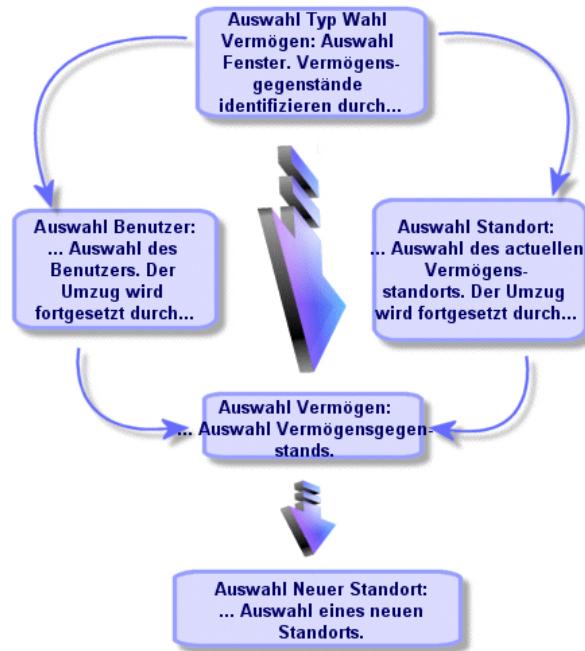 Auswahl Typ Wahl
Vermögen: Auswahl
Fenster. Vermögens-
gegenstände
identifizieren durch...
Auswahl Benutzer:
... Auswahl des
Benutzers. Der
Umzug wird
fortgesetzt durch...
Auswahl Standort:
... Auswahl des actuellen
Vermögens-
standorts. Der Umzug
wird fortgesetzt durch...
Auswahl Vermögen:
... Auswahl Vermögensgegen-
stands.
Auswahl Neuer Standort:
... Auswahl eines neuen
Standorts.